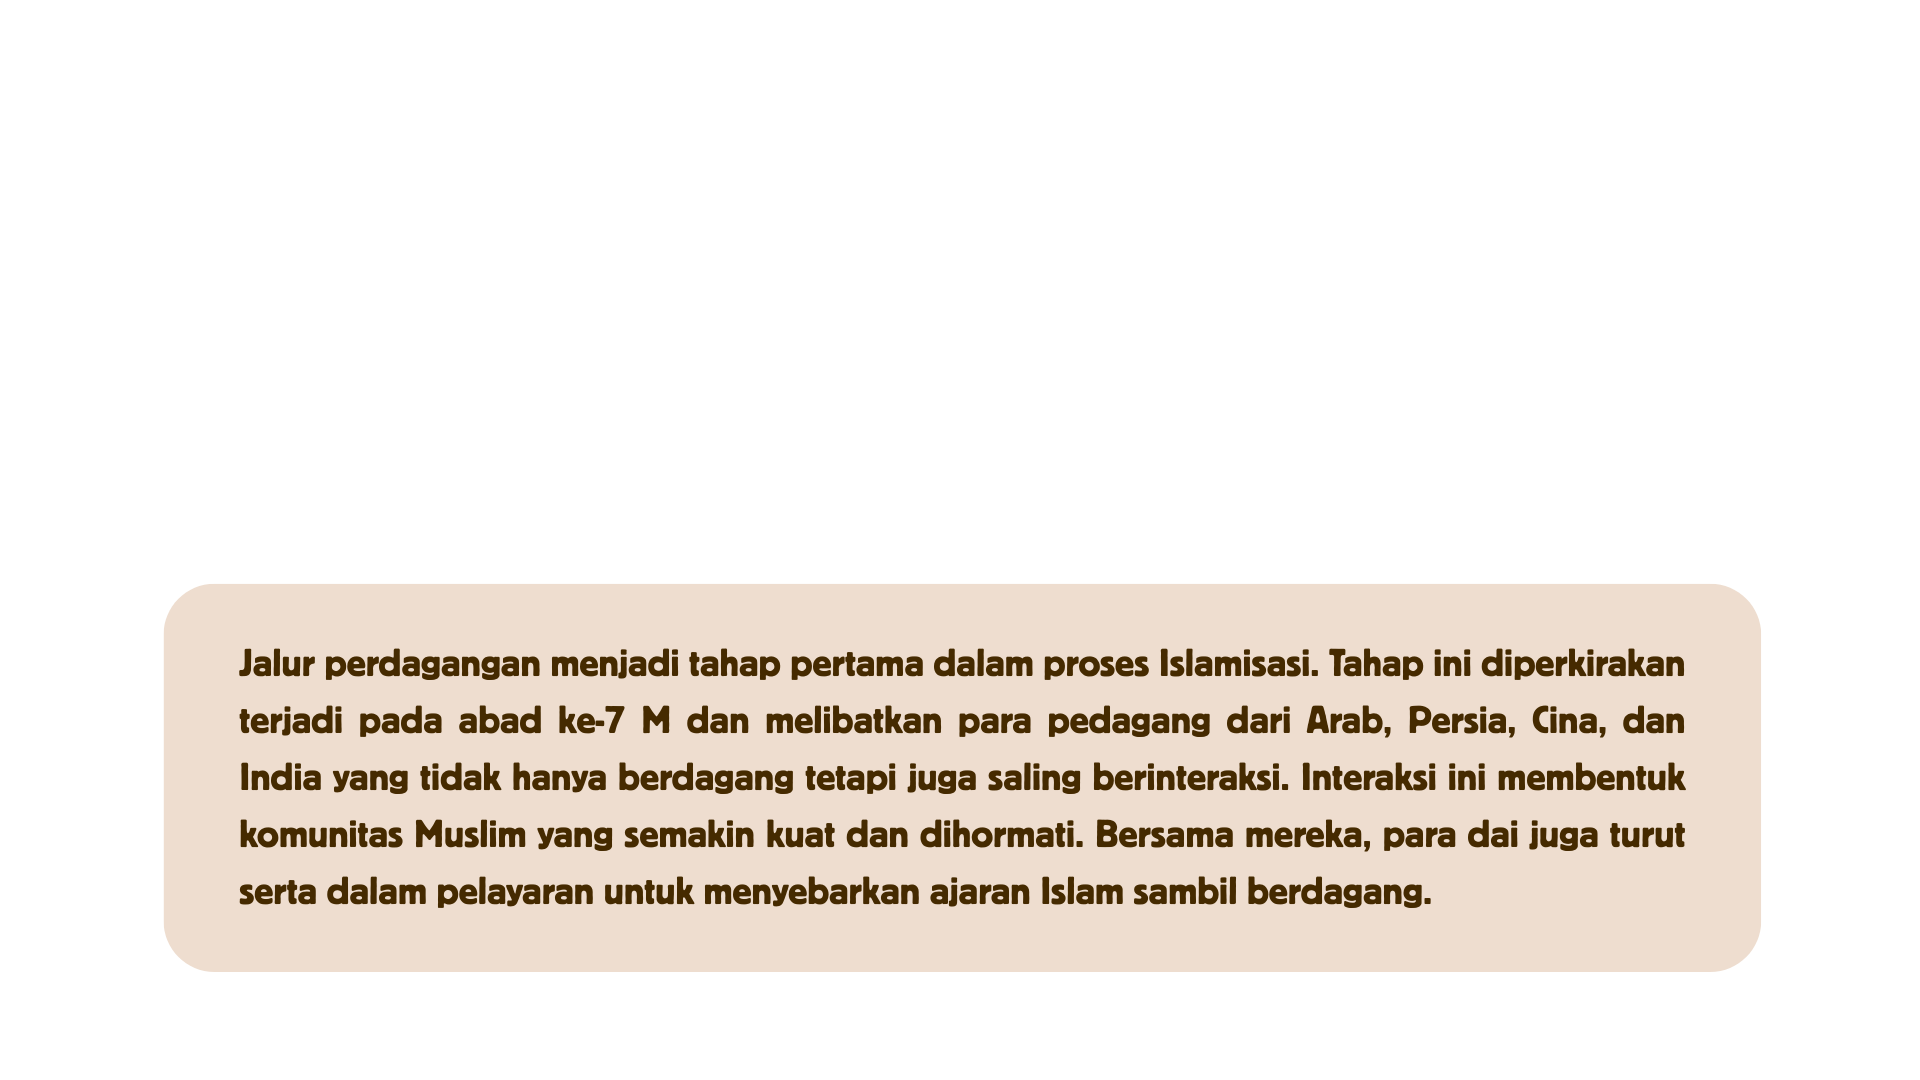 Jalur perdagangan menjadi tahap pertama dalam proses Islamisasi. Tahap ini diperkirakan
terjadi pada abad ke-7 M dan melibatkan para pedagang dari Arab, Persia, Cina, dan
India yang tidak hanya berdagang tetapi juga saling berinteraksi. Interaksi ini membentuk
komunitas Muslim yang semakin kuat dan dihormati. Bersama mereka, para dai juga turut
serta dalam pelayaran untuk menyebarkan ajaran Islam sambil berdagang.